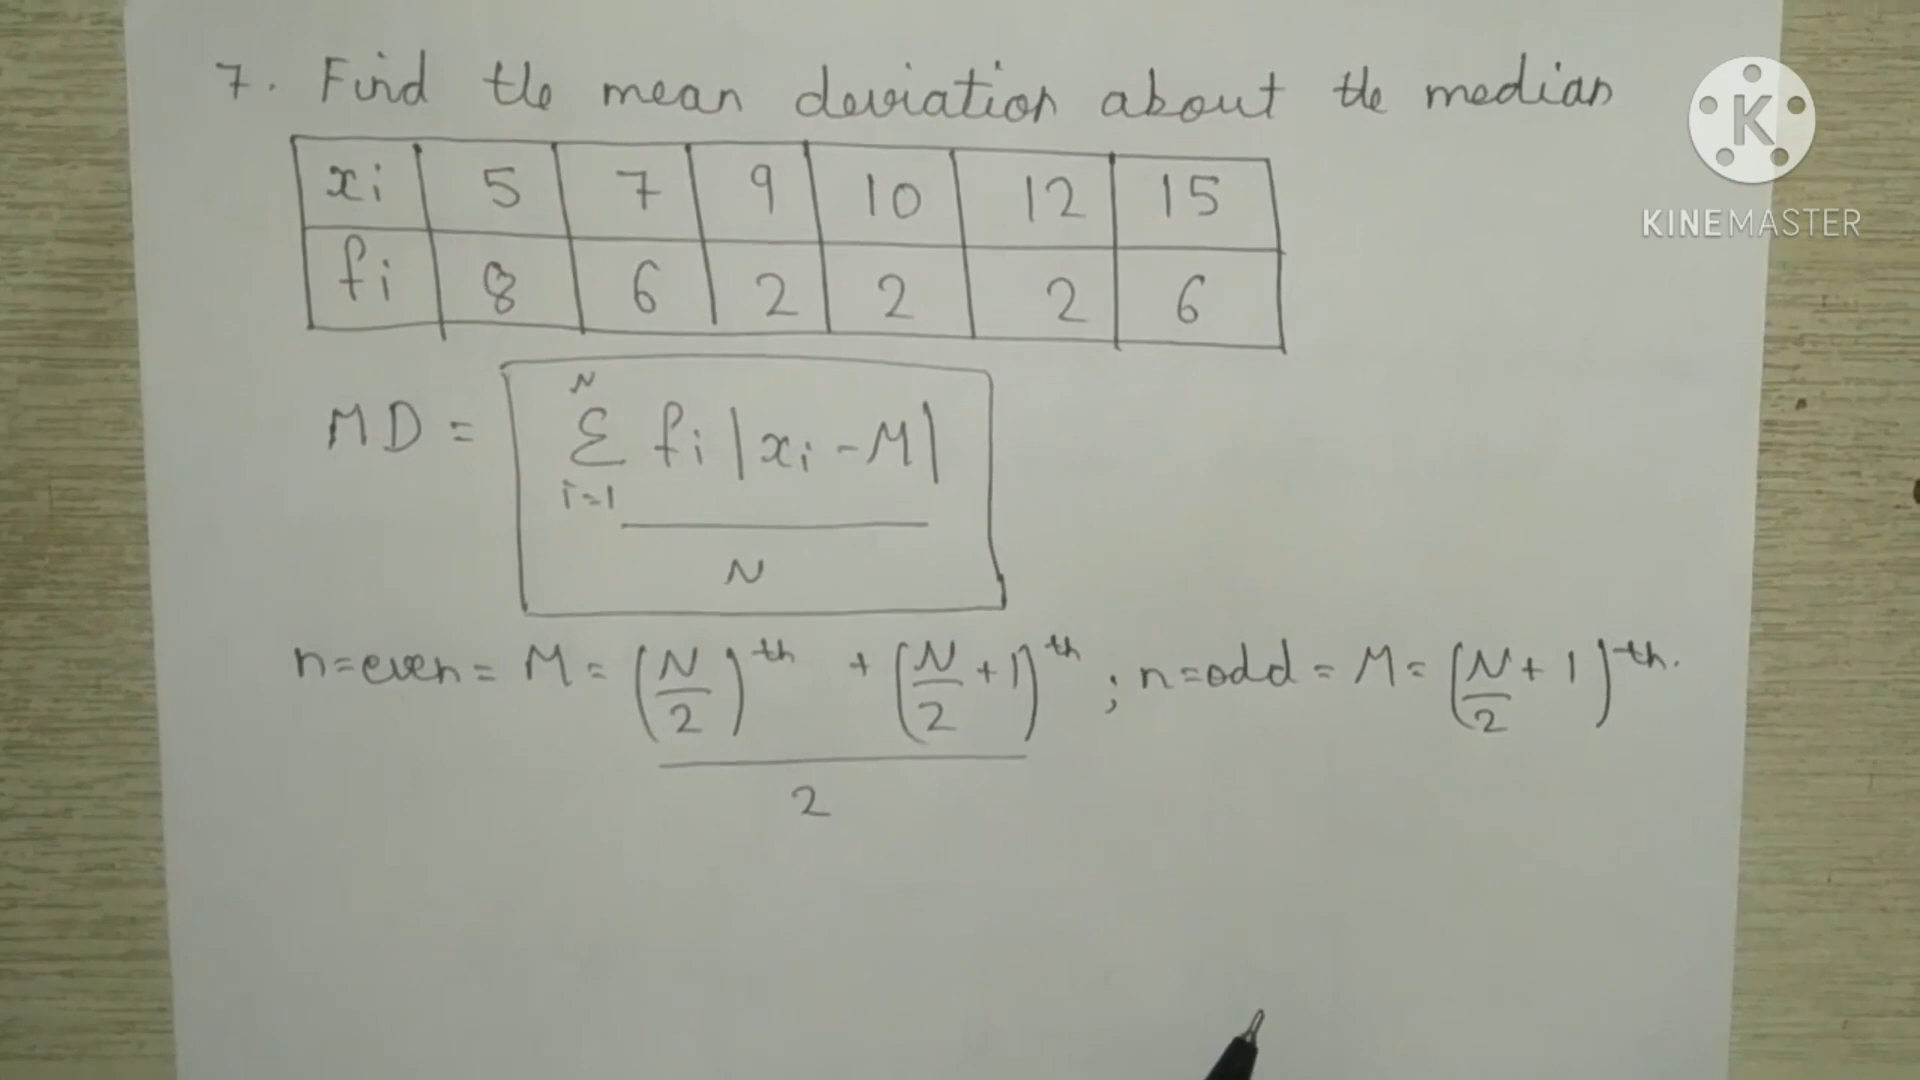 7. Find the mean deviation about the median
K
KINEMASTER
xi 5 7 9 10 12 15
fi 8 6 2 2 2 6
N
MD = Σ fi |xi - M|
i=1
N
n=even = M = (N/2)th + (N/2 + 1)th ; n=odd = M = (N/2 + 1)th.
2